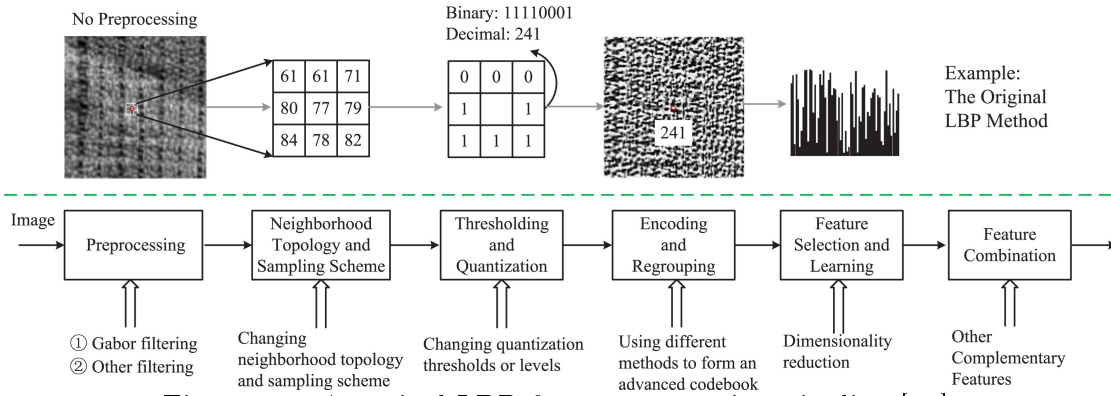 No Preprocessing
Binary: 11110001
Decimal: 241
61 61 71
80 77 79
84 78 82
0 0 0
1 1
1 1 1
241
Example:
The Original
LBP Method
Image
Preprocessing
Neighborhood
Topology and
Sampling Scheme
Thresholding
and
Quantization
Encoding
and
Regrouping
Feature
Selection and
Learning
Feature
Combination
① Gabor filtering
② Other filtering
Changing
neighborhood topology
and sampling scheme
Changing quantization
thresholds or levels
Using different
methods to form an
advanced codebook
Dimensionality
reduction
Other
Complementary
Features